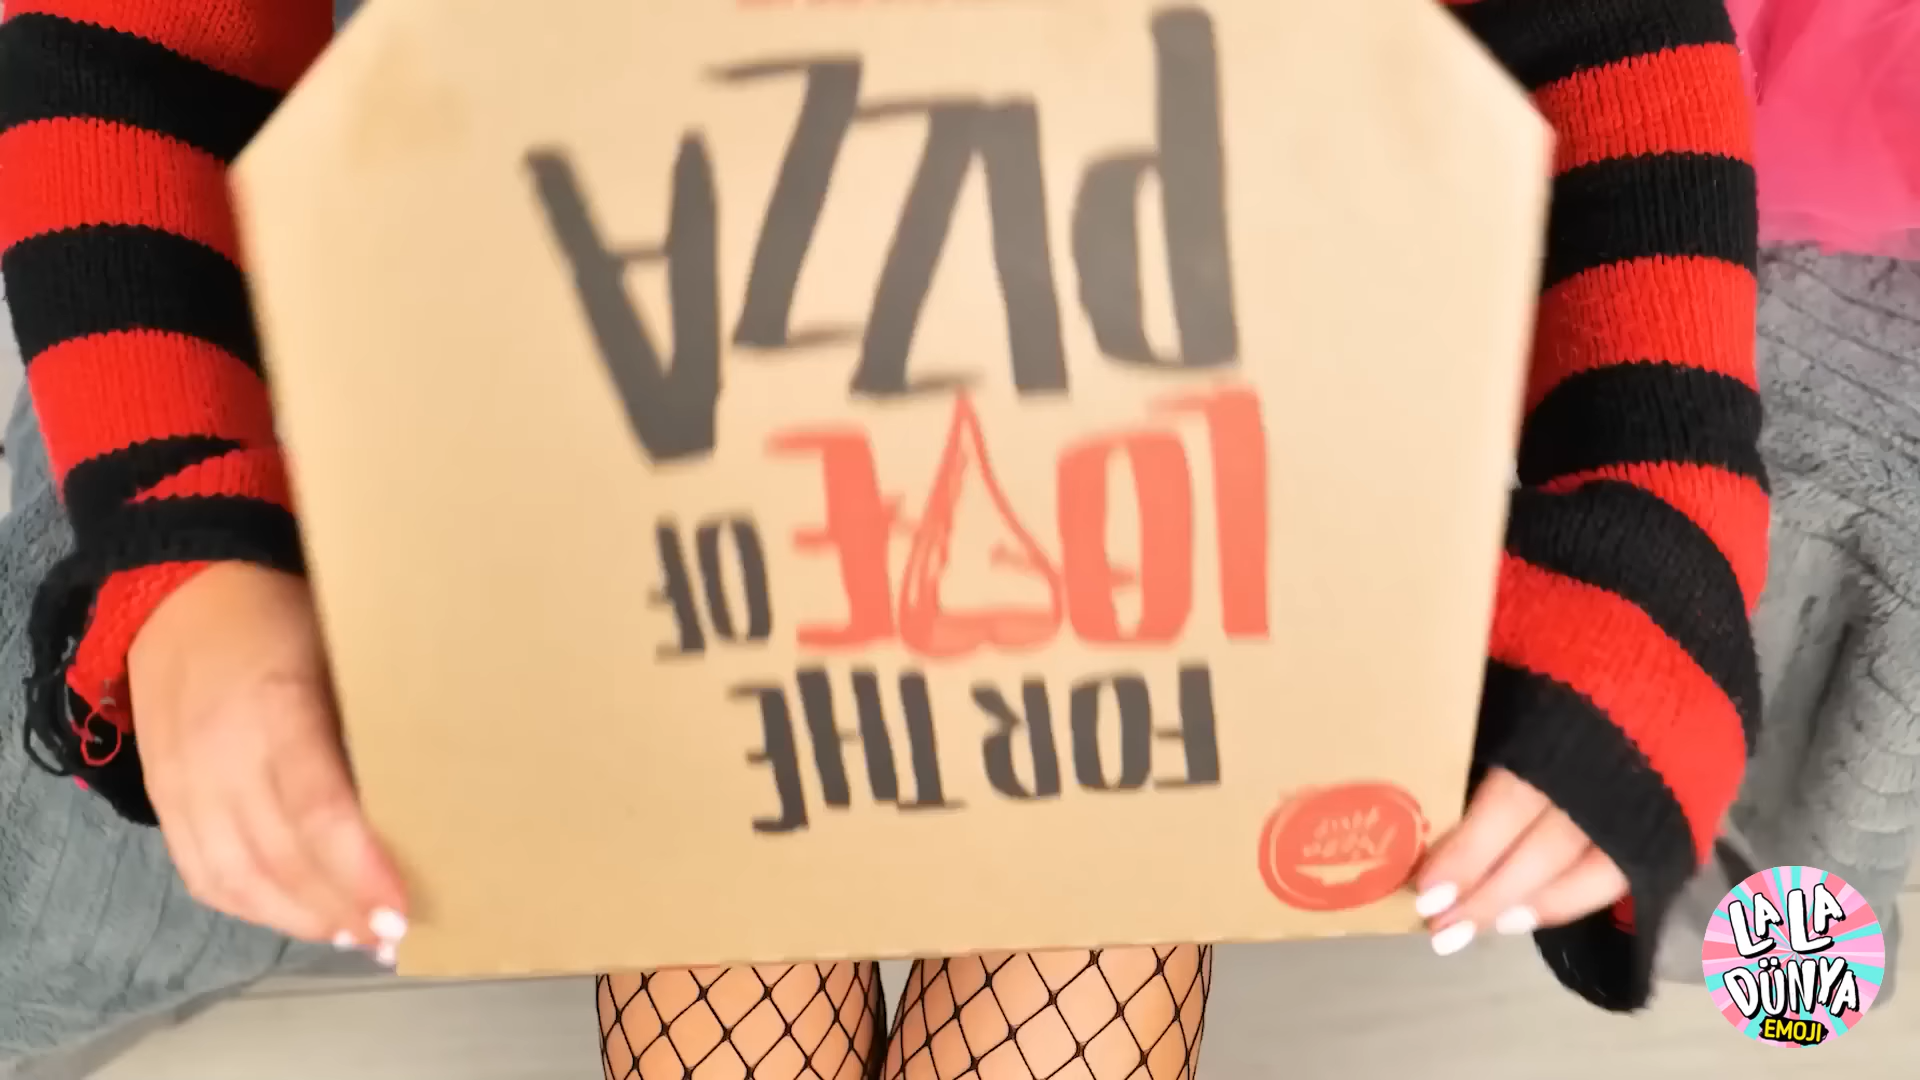 FOR THE
LOVE OF
PIZZA
LA LA
DÜNYA
EMOJI